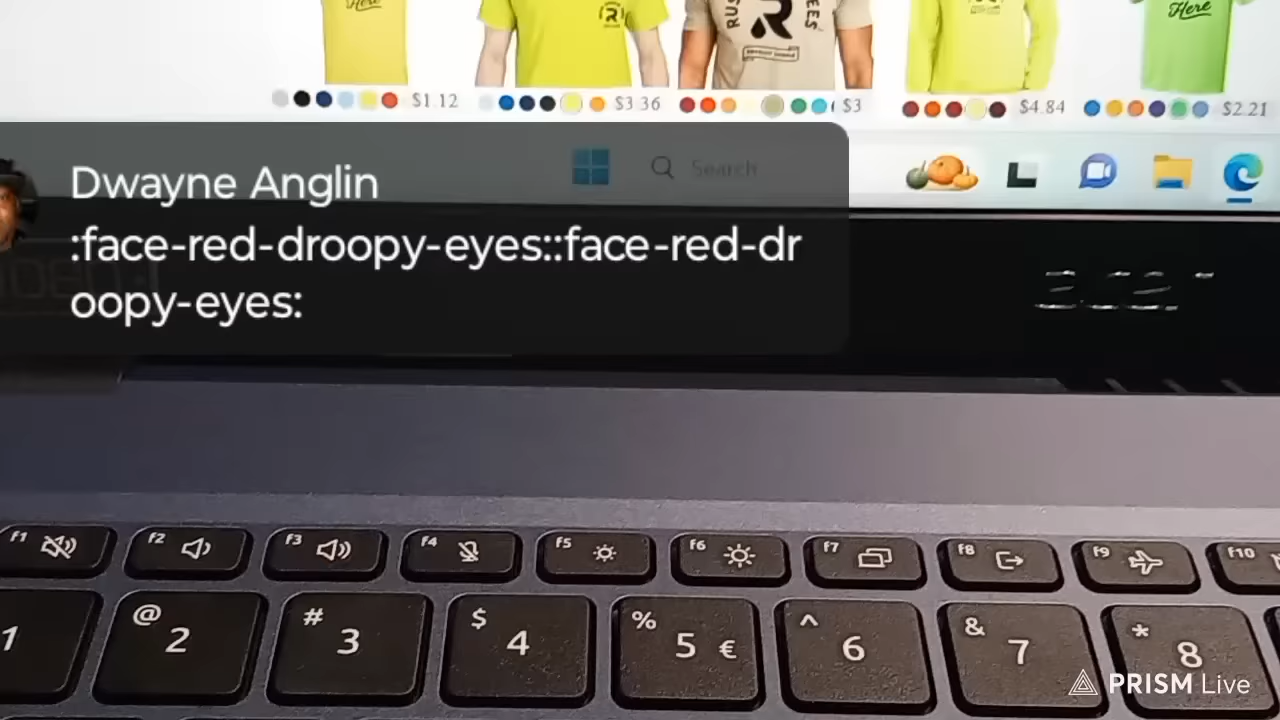 Here
R
RUS
R
EES
Here
$1.12
$3.36
$3
$4.84
$2.21
Search
Dwayne Anglin
:face-red-droopy-eyes::face-red-dr
oopy-eyes:
f1 f2 f3 f4 f5 f6 f7 f8 f9 f10
@ # $ % ^ & *
1 2 3 4 5 € 6 7 8
PRISM Live